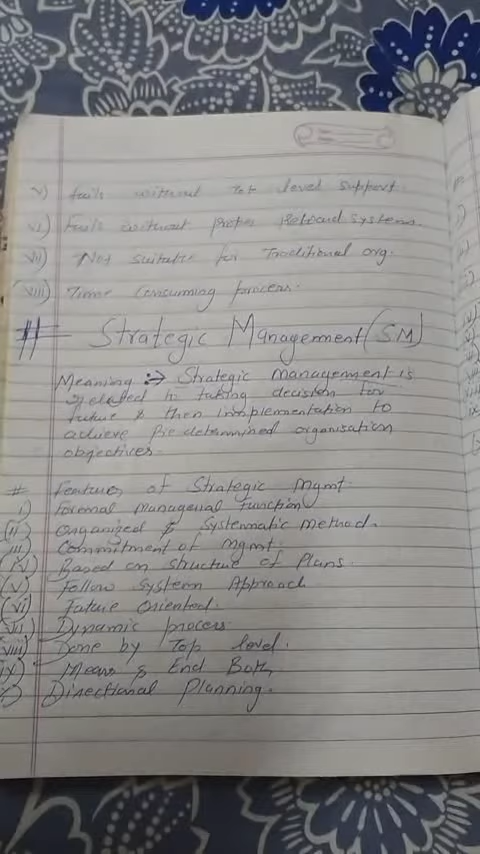 v) fails without top level support.
vi) Fails without proper reward systems.
vii) Not suitable for Traditional org.
viii) Time Consuming process.
# Strategic Management (SM)
Meaning :→ Strategic management is
related to taking decision for
future & then implementation to
achieve Pre determined organisation
objectives.
# Features of Strategic Mgmt
i) Formal Managerial Function
(ii) Organized & Systematic method.
iii) Commitment of mgmt.
(iv) Based on structure of Plans.
(v) Follow System Approach
(vi) Future Oriented.
vii) Dynamic process
viii) Done by Top level.
ix) Means & End Both
x) Directional Planning.